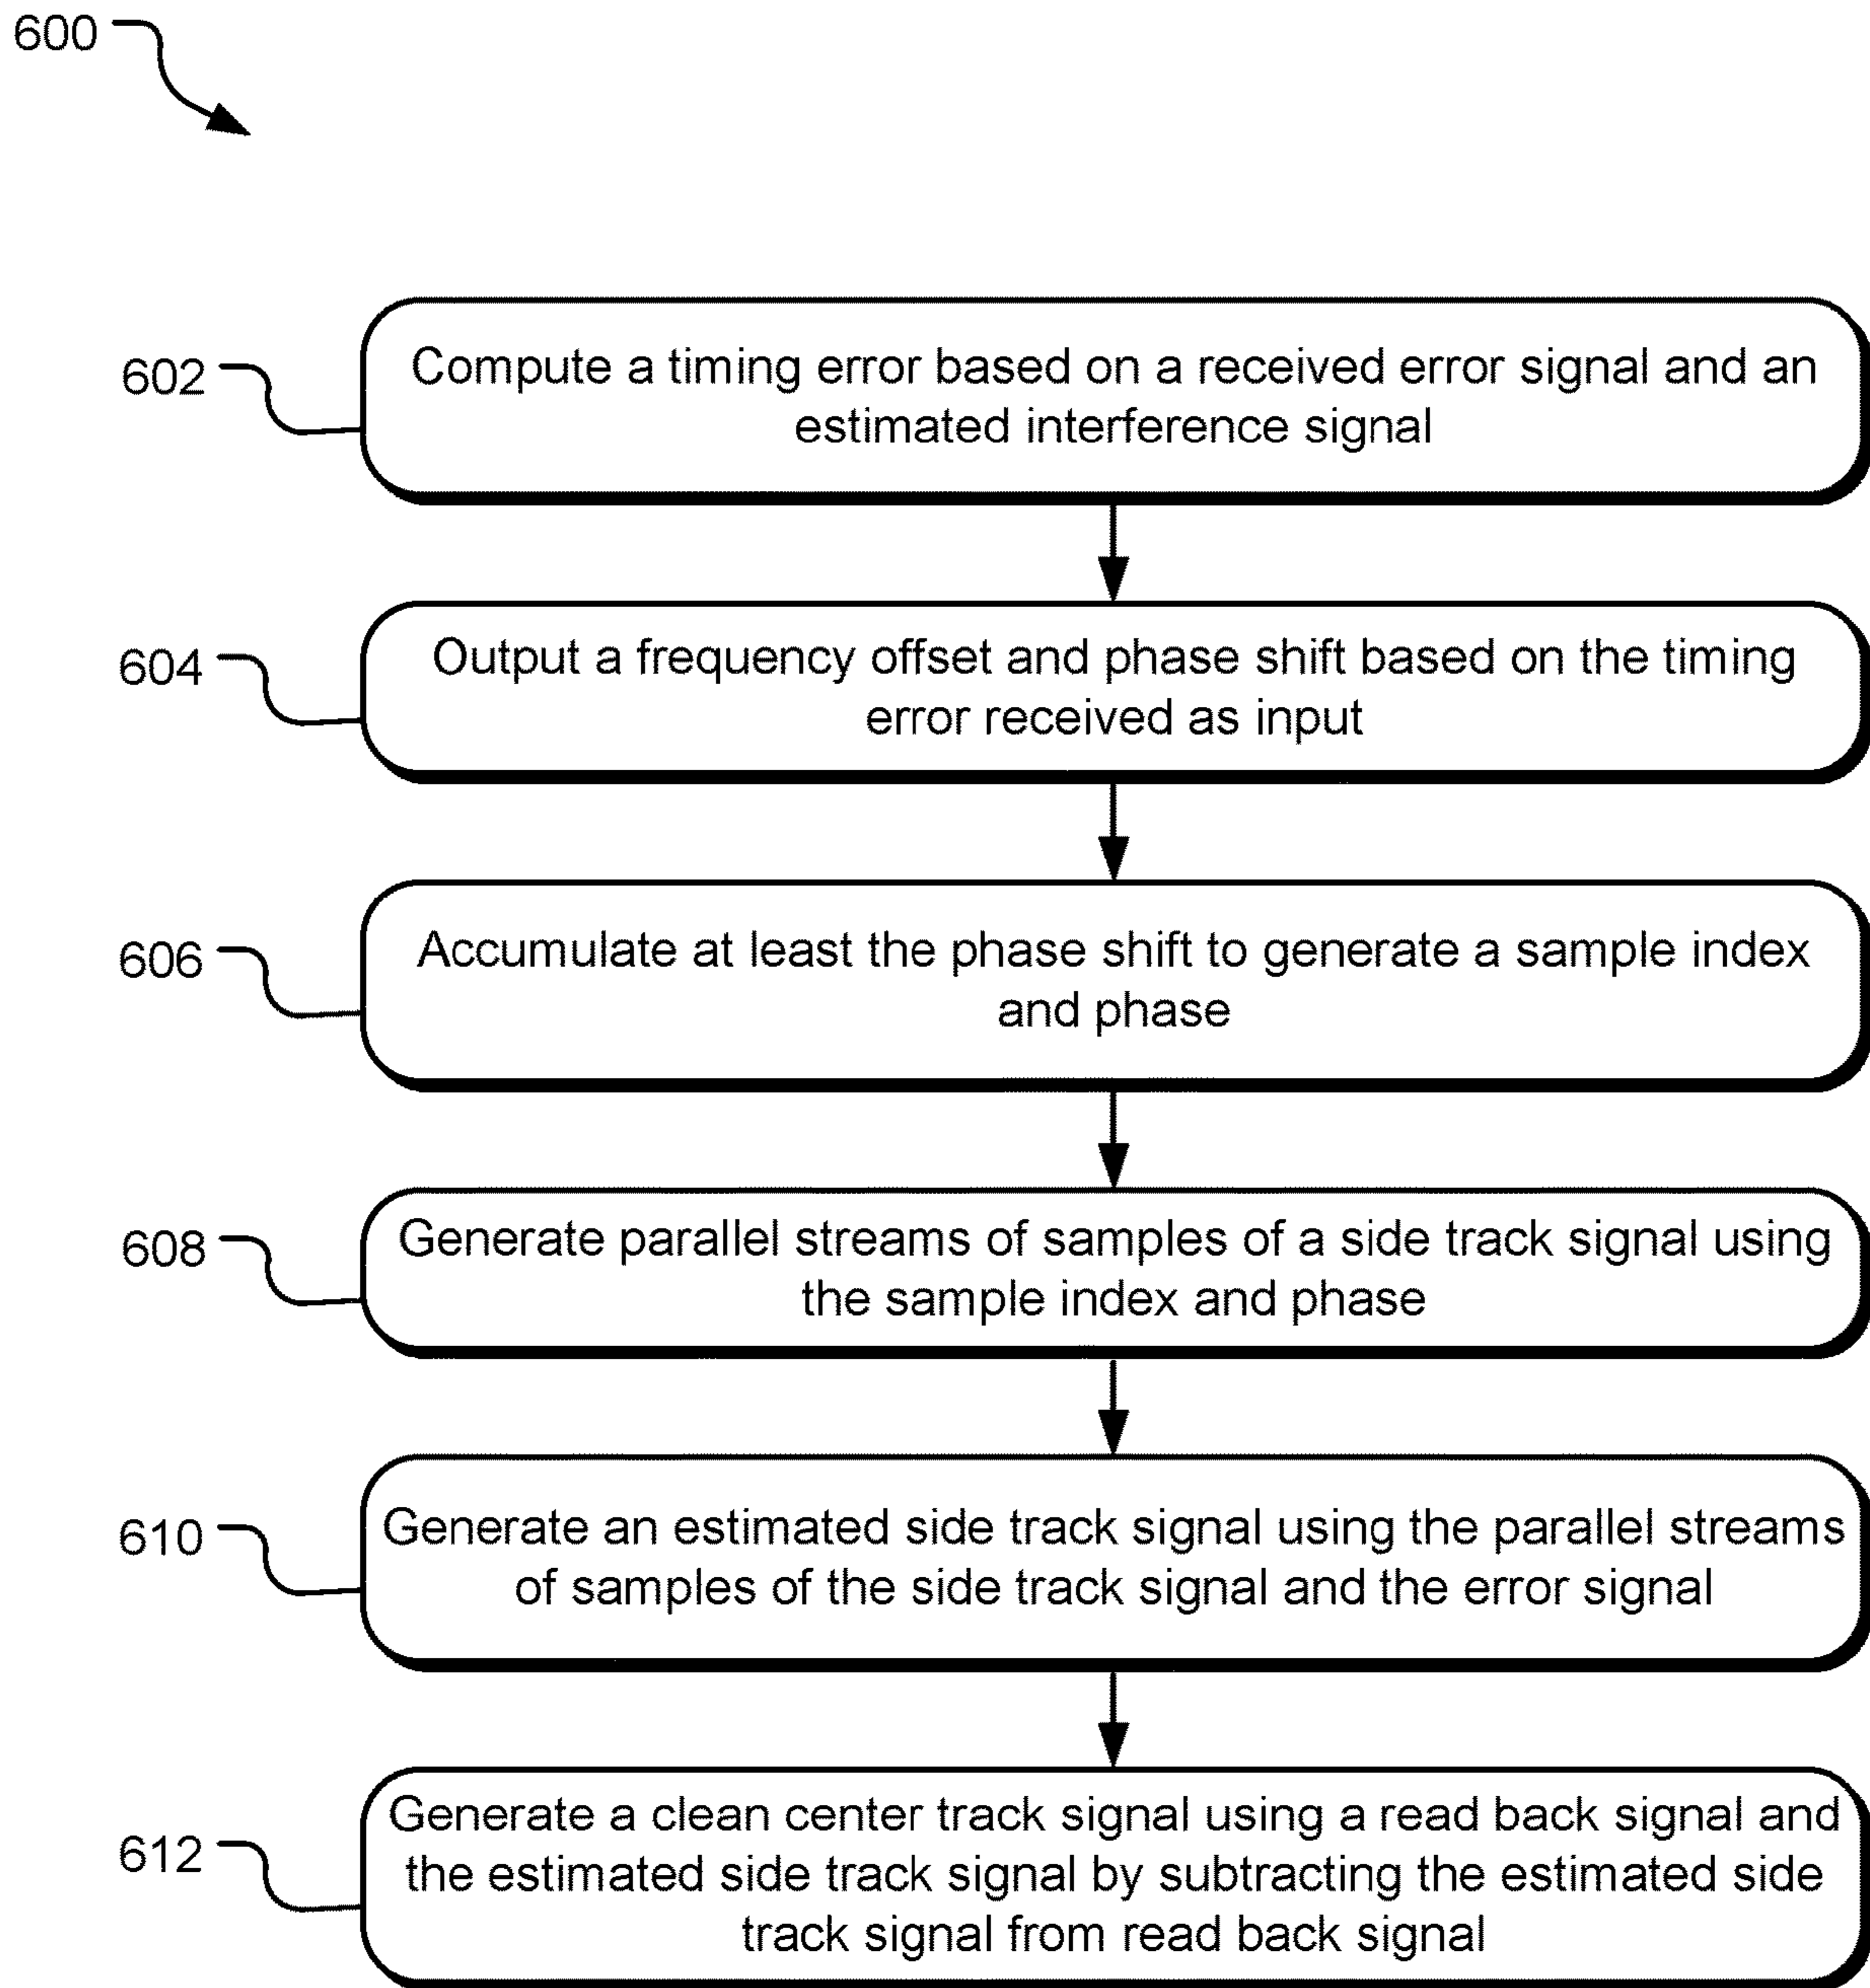 600
602
Compute a timing error based on a received error signal and an
estimated interference signal
604
Output a frequency offset and phase shift based on the timing
error received as input
606
Accumulate at least the phase shift to generate a sample index
and phase
608
Generate parallel streams of samples of a side track signal using
the sample index and phase
610
Generate an estimated side track signal using the parallel streams
of samples of the side track signal and the error signal
612
Generate a clean center track signal using a read back signal and
the estimated side track signal by subtracting the estimated side
track signal from read back signal